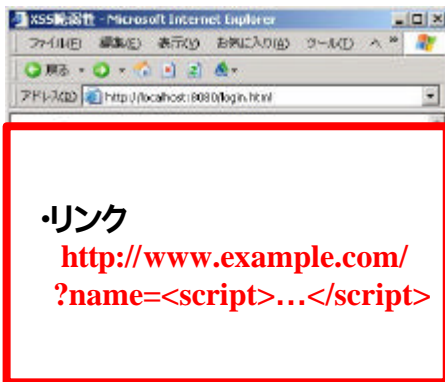 XSS脆弱性 - Microsoft Internet Explorer
ファイル(F) 編集(E) 表示(V) お気に入り(A) ツール(T) ヘ »
戻る
アドレス(D) http://localhost:8080/login.html
・リンク
http://www.example.com/
?name=<script>…</script>